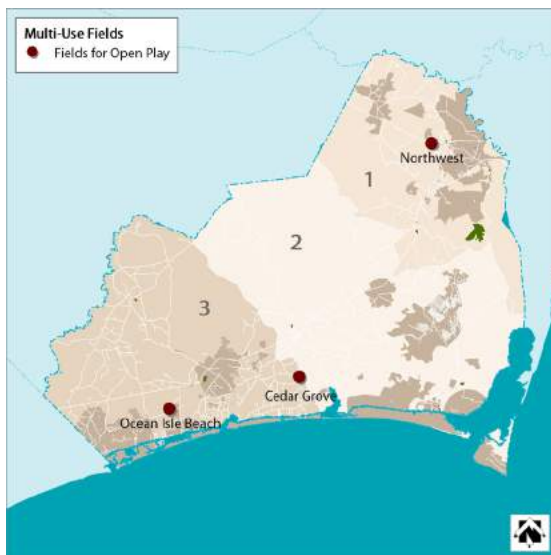 Multi-Use Fields
Fields for Open Play
Northwest
1
2
3
Cedar Grove
Ocean Isle Beach